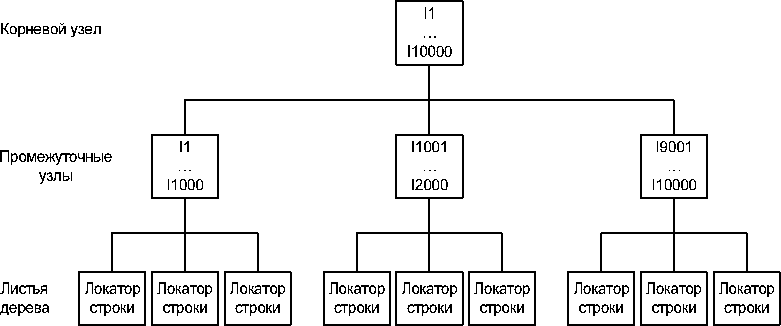 Корневой узел
I1
...
I10000
Промежуточные
узлы
I1
...
I1000
I1001
...
I2000
I9001
...
I10000
Листья
дерева
Локатор
строки
Локатор
строки
Локатор
строки
Локатор
строки
Локатор
строки
Локатор
строки
Локатор
строки
Локатор
строки
Локатор
строки